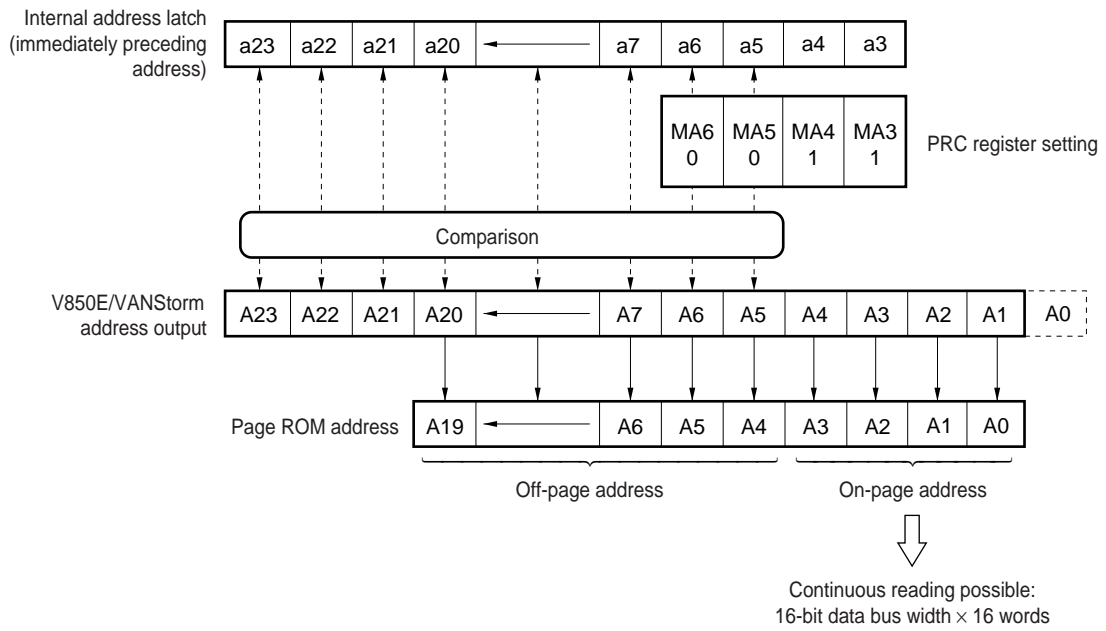 Internal address latch
(immediately preceding
address)
a23 a22 a21 a20 a7 a6 a5 a4 a3
MA6 MA5 MA4 MA3
0 0 1 1
PRC register setting
Comparison
V850E/VANStorm
address output
A23 A22 A21 A20 A7 A6 A5 A4 A3 A2 A1 A0
Page ROM address
A19 A6 A5 A4 A3 A2 A1 A0
Off-page address
On-page address
Continuous reading possible:
16-bit data bus width × 16 words